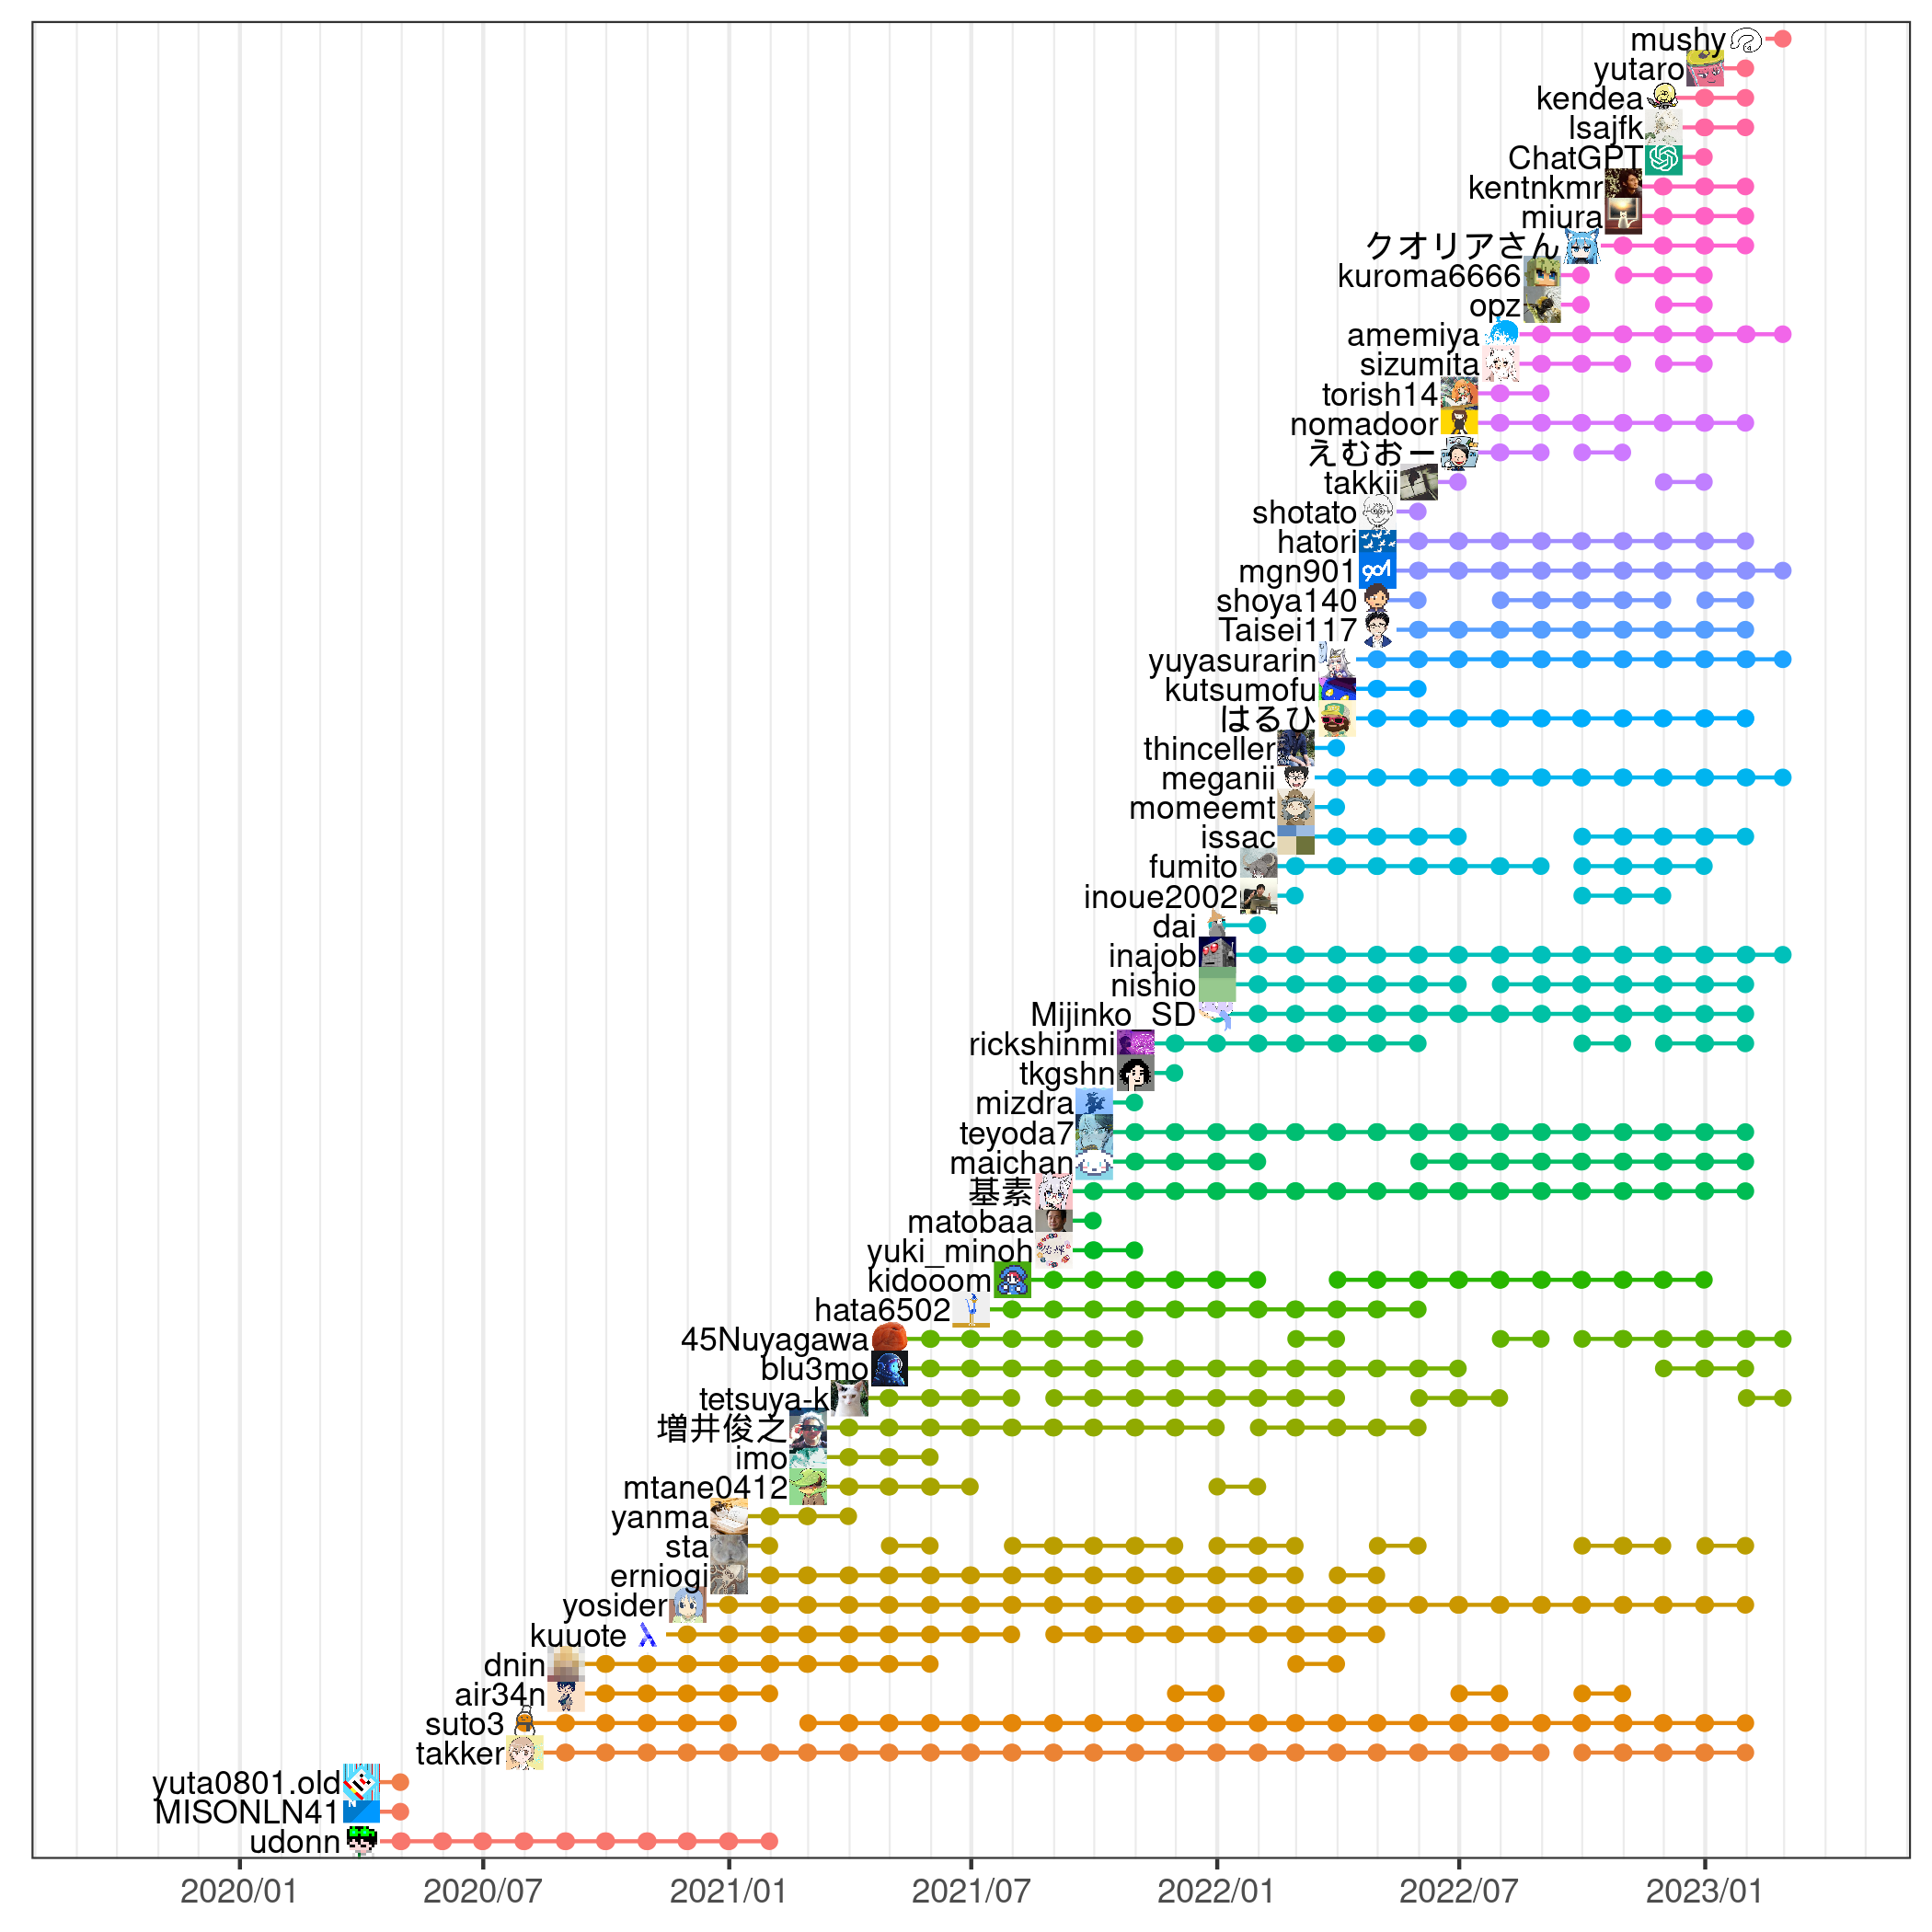 mushy
yutaro
kendea
lsajfk
ChatGPT
kentnkmr
miura
クオリアさん
kuroma6666
opz
amemiya
sizumita
torish14
nomadoor
えむおー
takkii
shotato
hatori
mgn901
901
shoya140
Taisei117
yuyasurarin
kutsumofu
はるひ
thinceller
meganii
momeemt
issac
fumito
inoue2002
dai
inajob
nishio
Mijinko_SD
rickshinmi
tkgshn
mizdra
teyoda7
maichan
基素
matobaa
yuki_minoh
kidooom
hata6502
45Nuyagawa
blu3mo
tetsuya-k
増井俊之
imo
mtane0412
yanma
sta
erniogi
yosider
kuuote
dnin
air34n
suto3
takker
yuta0801.old
MISONLN41
N
udonn
2020/01 2020/07 2021/01 2021/07 2022/01 2022/07 2023/01